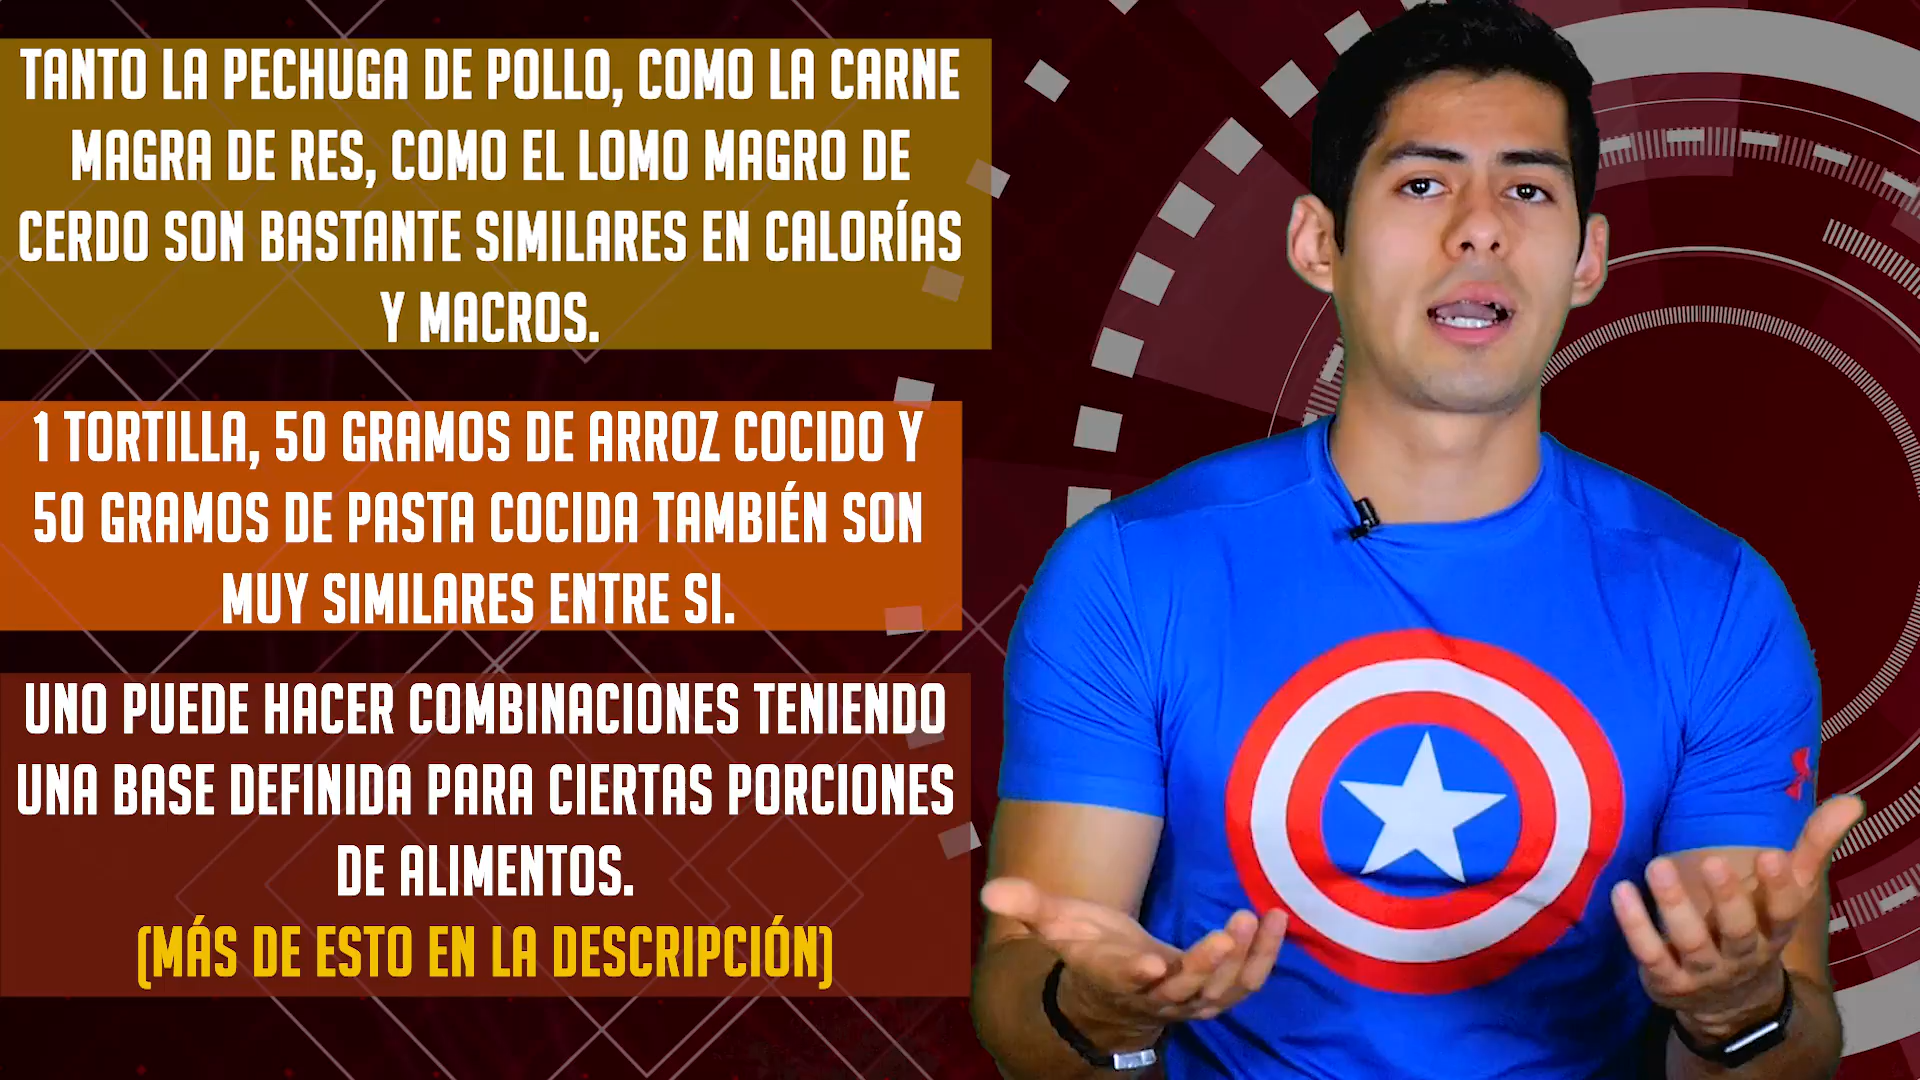 TANTO LA PECHUGA DE POLLO, COMO LA CARNE
MAGRA DE RES, COMO EL LOMO MAGRO DE
CERDO SON BASTANTE SIMILARES EN CALORÍAS
Y MACROS.
1 TORTILLA, 50 GRAMOS DE ARROZ COCIDO Y
50 GRAMOS DE PASTA COCIDA TAMBIÉN SON
MUY SIMILARES ENTRE SI.
UNO PUEDE HACER COMBINACIONES TENIENDO
UNA BASE DEFINIDA PARA CIERTAS PORCIONES
DE ALIMENTOS.
(MÁS DE ESTO EN LA DESCRIPCIÓN)